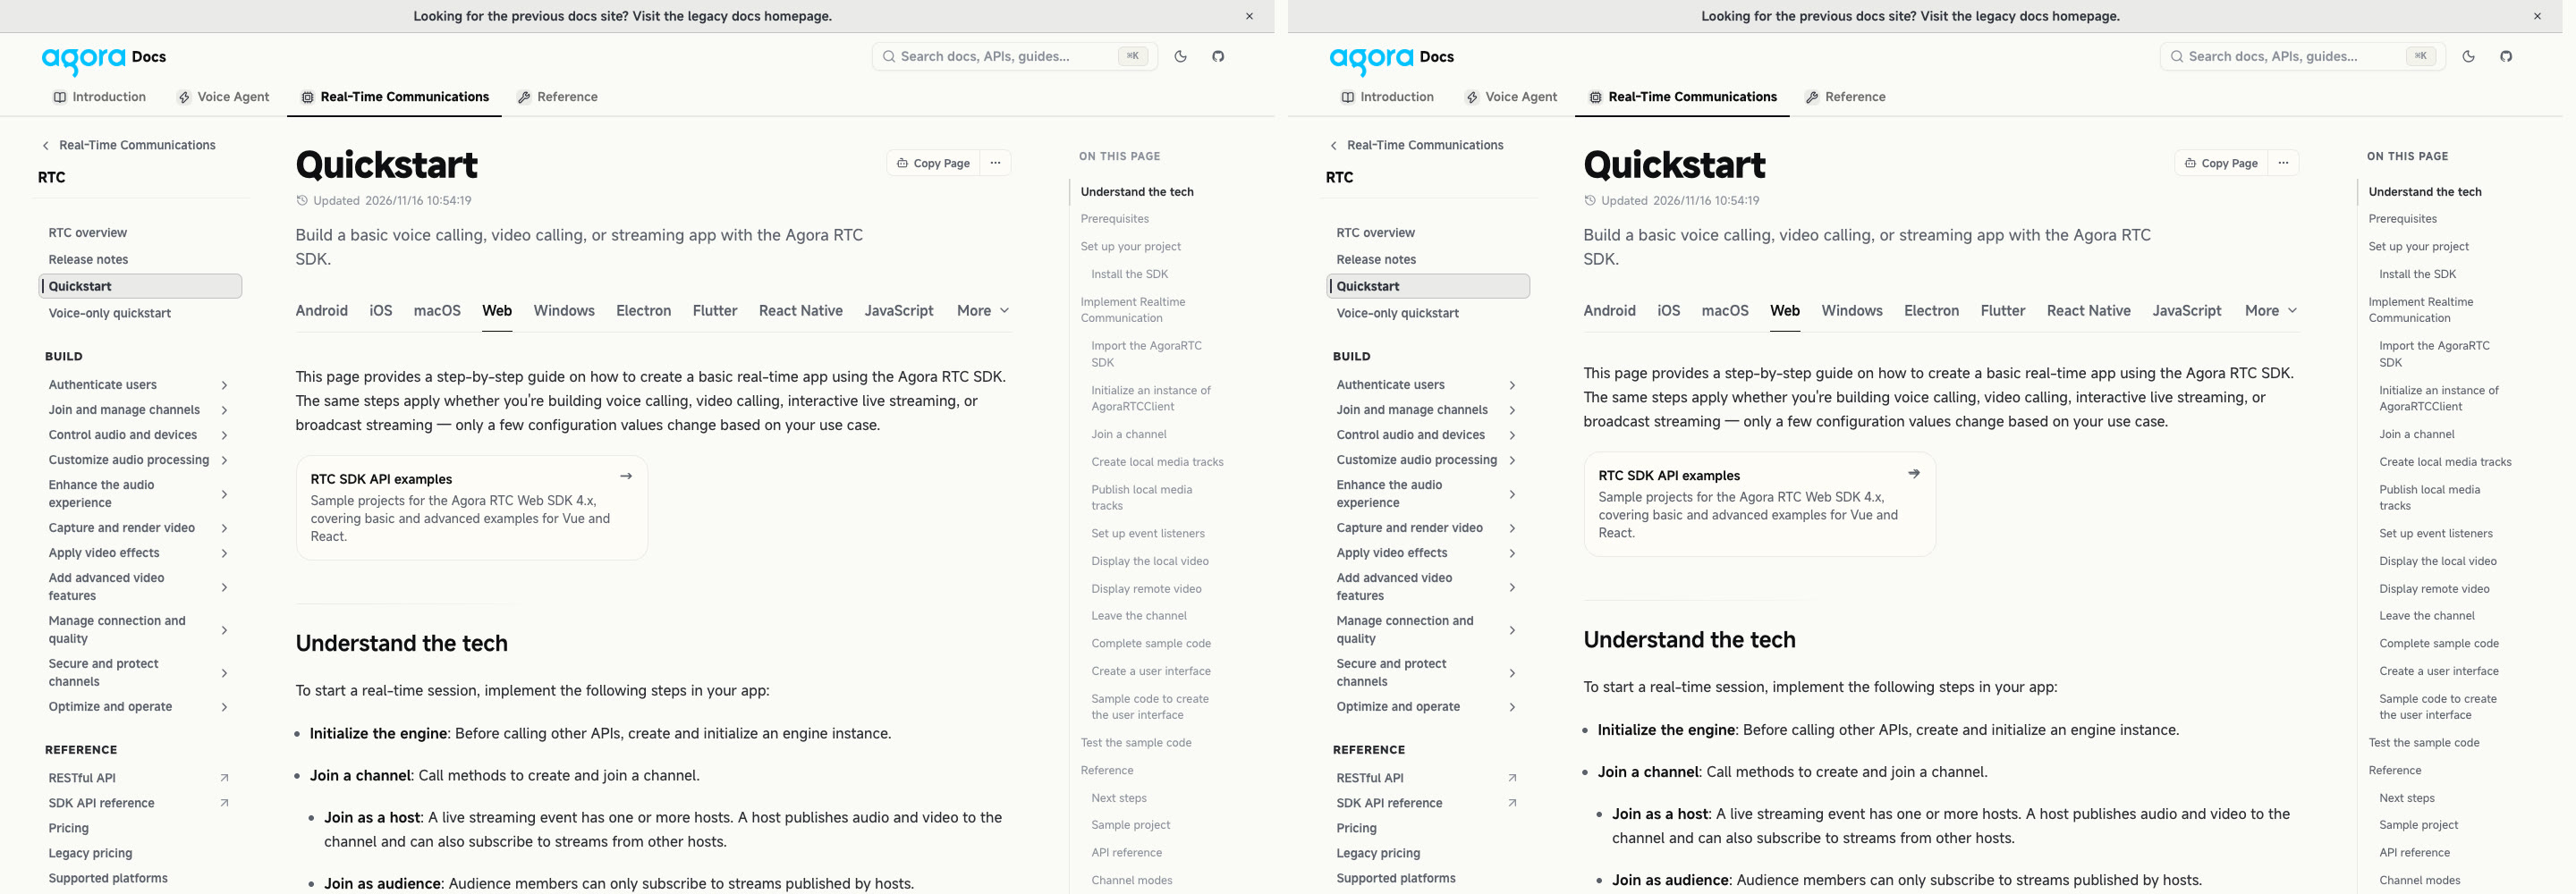 Looking for the previous docs site? Visit the legacy docs homepage.
×
agora Docs
Search docs, APIs, guides...
⌘K
Introduction
Voice Agent
Real-Time Communications
Reference
Real-Time Communications
RTC
RTC overview
Release notes
Quickstart
Voice-only quickstart
BUILD
Authenticate users
Join and manage channels
Control audio and devices
Customize audio processing
Enhance the audio
experience
Capture and render video
Apply video effects
Add advanced video
features
Manage connection and
quality
Secure and protect
channels
Optimize and operate
REFERENCE
RESTful API
SDK API reference
Pricing
Legacy pricing
Supported platforms
Quickstart
Copy Page
Updated 2026/11/16 10:54:19
Build a basic voice calling, video calling, or streaming app with the Agora RTC
SDK.
Android iOS macOS Web Windows Electron Flutter React Native JavaScript More
This page provides a step-by-step guide on how to create a basic real-time app using the Agora RTC SDK.
The same steps apply whether you're building voice calling, video calling, interactive live streaming, or
broadcast streaming — only a few configuration values change based on your use case.
RTC SDK API examples
Sample projects for the Agora RTC Web SDK 4.x,
covering basic and advanced examples for Vue and
React.
Understand the tech
To start a real-time session, implement the following steps in your app:
• Initialize the engine: Before calling other APIs, create and initialize an engine instance.
• Join a channel: Call methods to create and join a channel.
• Join as a host: A live streaming event has one or more hosts. A host publishes audio and video to the
channel and can also subscribe to streams from other hosts.
• Join as audience: Audience members can only subscribe to streams published by hosts.
ON THIS PAGE
Understand the tech
Prerequisites
Set up your project
Install the SDK
Implement Realtime
Communication
Import the AgoraRTC
SDK
Initialize an instance of
AgoraRTCClient
Join a channel
Create local media tracks
Publish local media
tracks
Set up event listeners
Display the local video
Display remote video
Leave the channel
Complete sample code
Create a user interface
Sample code to create
the user interface
Test the sample code
Reference
Next steps
Sample project
API reference
Channel modes
Looking for the previous docs site? Visit the legacy docs homepage.
×
agora Docs
Search docs, APIs, guides...
⌘K
Introduction
Voice Agent
Real-Time Communications
Reference
Real-Time Communications
RTC
RTC overview
Release notes
Quickstart
Voice-only quickstart
BUILD
Authenticate users
Join and manage channels
Control audio and devices
Customize audio processing
Enhance the audio
experience
Capture and render video
Apply video effects
Add advanced video
features
Manage connection and
quality
Secure and protect
channels
Optimize and operate
REFERENCE
RESTful API
SDK API reference
Pricing
Legacy pricing
Supported platforms
Quickstart
Copy Page
Updated 2026/11/16 10:54:19
Build a basic voice calling, video calling, or streaming app with the Agora RTC
SDK.
Android iOS macOS Web Windows Electron Flutter React Native JavaScript More
This page provides a step-by-step guide on how to create a basic real-time app using the Agora RTC SDK.
The same steps apply whether you're building voice calling, video calling, interactive live streaming, or
broadcast streaming — only a few configuration values change based on your use case.
RTC SDK API examples
Sample projects for the Agora RTC Web SDK 4.x,
covering basic and advanced examples for Vue and
React.
Understand the tech
To start a real-time session, implement the following steps in your app:
• Initialize the engine: Before calling other APIs, create and initialize an engine instance.
• Join a channel: Call methods to create and join a channel.
• Join as a host: A live streaming event has one or more hosts. A host publishes audio and video to the
channel and can also subscribe to streams from other hosts.
• Join as audience: Audience members can only subscribe to streams published by hosts.
ON THIS PAGE
Understand the tech
Prerequisites
Set up your project
Install the SDK
Implement Realtime
Communication
Import the AgoraRTC
SDK
Initialize an instance of
AgoraRTCClient
Join a channel
Create local media tracks
Publish local media
tracks
Set up event listeners
Display the local video
Display remote video
Leave the channel
Complete sample code
Create a user interface
Sample code to create
the user interface
Test the sample code
Reference
Next steps
Sample project
API reference
Channel modes